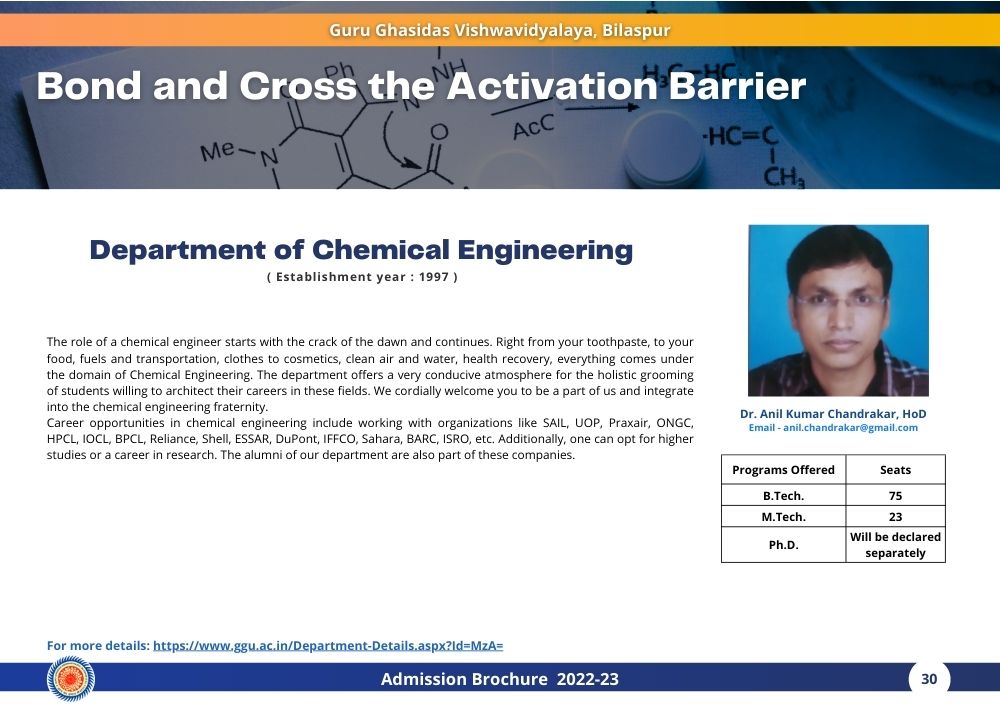 Guru Ghasidas Vishwavidyalaya, Bilaspur
Bond and Cross the Activation Barrier
Ph
NH
N
H₃C-HC
Me
N
O
AcC
·HC=C
CH₃
Department of Chemical Engineering
( Establishment year : 1997 )
The role of a chemical engineer starts with the crack of the dawn and continues. Right from your toothpaste, to your
food, fuels and transportation, clothes to cosmetics, clean air and water, health recovery, everything comes under
the domain of Chemical Engineering. The department offers a very conducive atmosphere for the holistic grooming
of students willing to architect their careers in these fields. We cordially welcome you to be a part of us and integrate
into the chemical engineering fraternity.
Career opportunities in chemical engineering include working with organizations like SAIL, UOP, Praxair, ONGC,
HPCL, IOCL, BPCL, Reliance, Shell, ESSAR, DuPont, IFFCO, Sahara, BARC, ISRO, etc. Additionally, one can opt for higher
studies or a career in research. The alumni of our department are also part of these companies.
Dr. Anil Kumar Chandrakar, HoD
Email - anil.chandrakar@gmail.com
Programs Offered Seats
B.Tech. 75
M.Tech. 23
Ph.D. Will be declared
separately
For more details: https://www.ggu.ac.in/Department-Details.aspx?Id=MzA=
Admission Brochure 2022-23
30